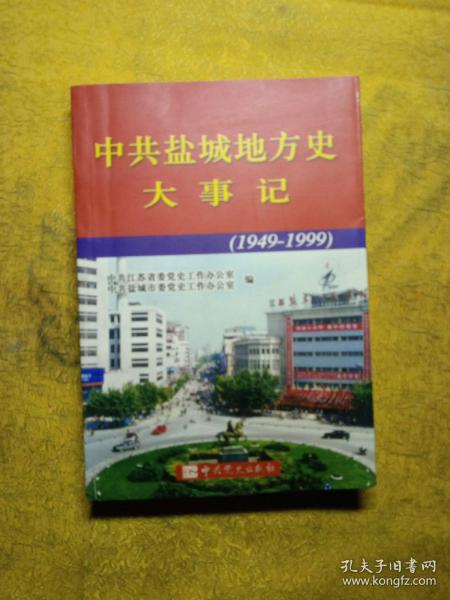 中共盐城地方史
大事记
(1949-1999)
中共江苏省委党史工作办公室
中共盐城市委党史工作办公室
编
中共党史出版社
孔夫子旧书网
www.kongfz.com